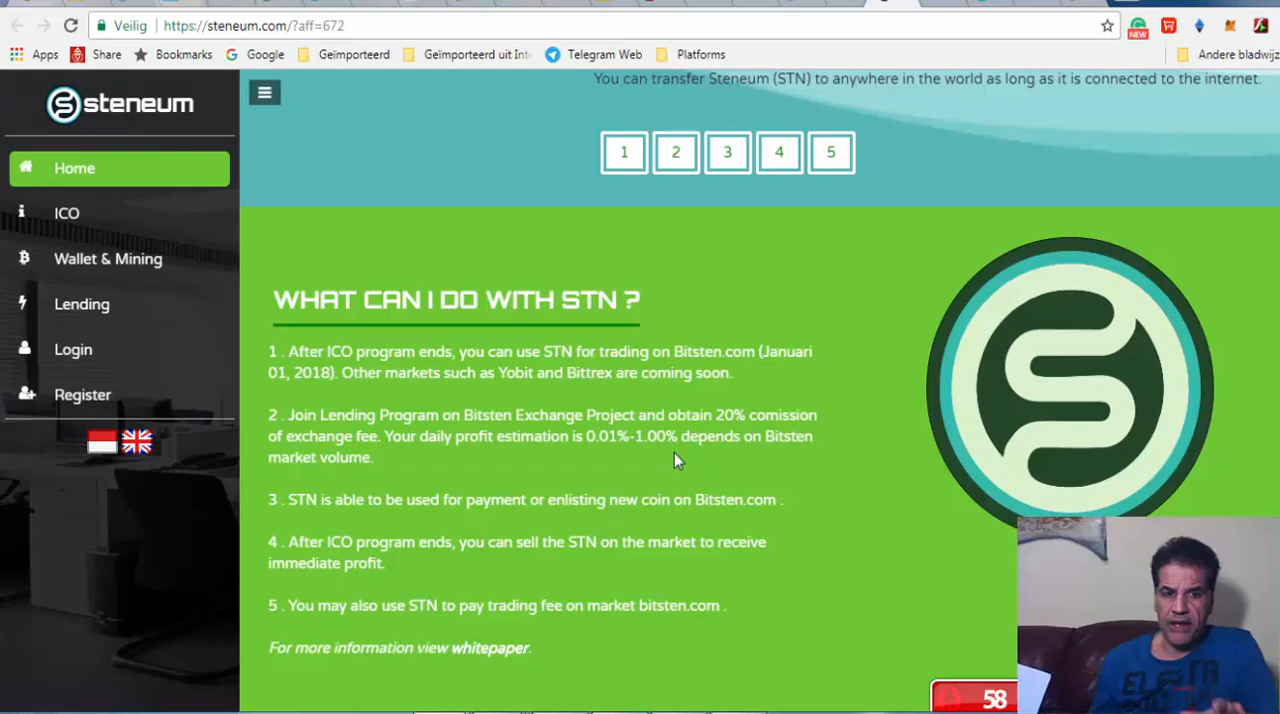 Veilig
https://steneum.com/?aff=672
NEW
Apps
Share
Bookmarks
Google
Geïmporteerd
Geïmporteerd uit Inte
Telegram Web
Platforms
Andere bladwijz
steneum
Home
ICO
Wallet & Mining
Lending
Login
Register
You can transfer Steneum (STN) to anywhere in the world as long as it is connected to the internet.
1 2 3 4 5
WHAT CAN I DO WITH STN ?
1 . After ICO program ends, you can use STN for trading on Bitsten.com (Januari
01, 2018). Other markets such as Yobit and Bittrex are coming soon.
2 . Join Lending Program on Bitsten Exchange Project and obtain 20% comission
of exchange fee. Your daily profit estimation is 0.01%-1.00% depends on Bitsten
market volume.
3 . STN is able to be used for payment or enlisting new coin on Bitsten.com .
4 . After ICO program ends, you can sell the STN on the market to receive
immediate profit.
5 . You may also use STN to pay trading fee on market bitsten.com .
For more information view whitepaper.
58